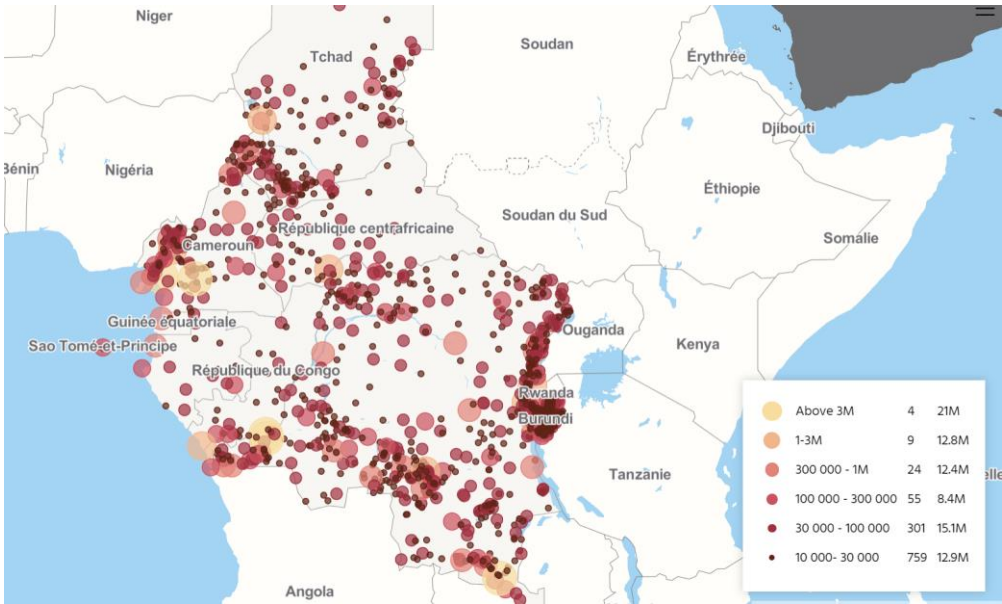 Niger
Tchad
Soudan
Érythrée
Djibouti
Bénin
Nigéria
Éthiopie
Soudan du Sud
République centrafricaine
Cameroun
Somalie
Guinée équatoriale
Sao Tomé-et-Principe
République du Congo
Ouganda
Kenya
Rwanda
Burundi
Tanzanie
Angola
Above 3M 4 21M
1-3M 9 12.8M
300 000 - 1M 24 12.4M
100 000 - 300 000 55 8.4M
30 000 - 100 000 301 15.1M
10 000- 30 000 759 12.9M